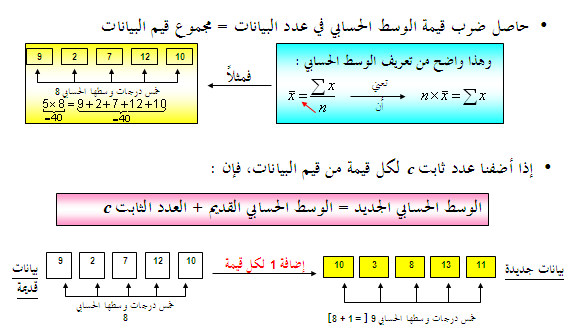 • حاصل ضرب قيمة الوسط الحسابي في عدد البيانات = مجموع قيم البيانات
وهذا واضح من تعريف الوسط الحسابي :
x̄ = ∑x / n تعني أن n × x̄ = ∑x
فمثلاً
9 2 7 12 10
خمس درجات وسطها الحسابي 8
5×8 = 9+2+7+12+10
=40 =40
• إذا أضفنا عدد ثابت c لكل قيمة من قيم البيانات، فإن :
الوسط الحسابي الجديد = الوسط الحسابي القديم + العدد الثابت c
بيانات قديمة
9 2 7 12 10
خمس درجات وسطها الحسابي
8
إضافة 1 لكل قيمة
10 3 8 13 11
بيانات جديدة
خمس درجات وسطها الحسابي 9 [ = 1 + 8]